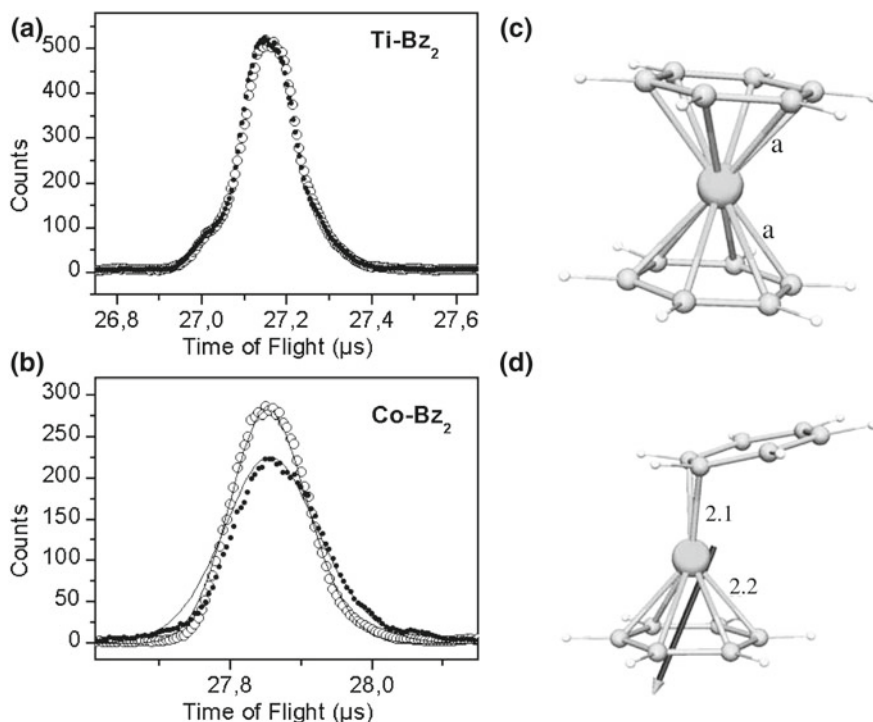 (a)
Ti-Bz2
Counts
500
400
300
200
100
0
26,8
27,0
27,2
27,4
27,6
Time of Flight (µs)
(b)
Co-Bz2
Counts
300
250
200
150
100
50
0
27,8
28,0
Time of Flight (µs)
(c)
a
a
(d)
2.1
2.2